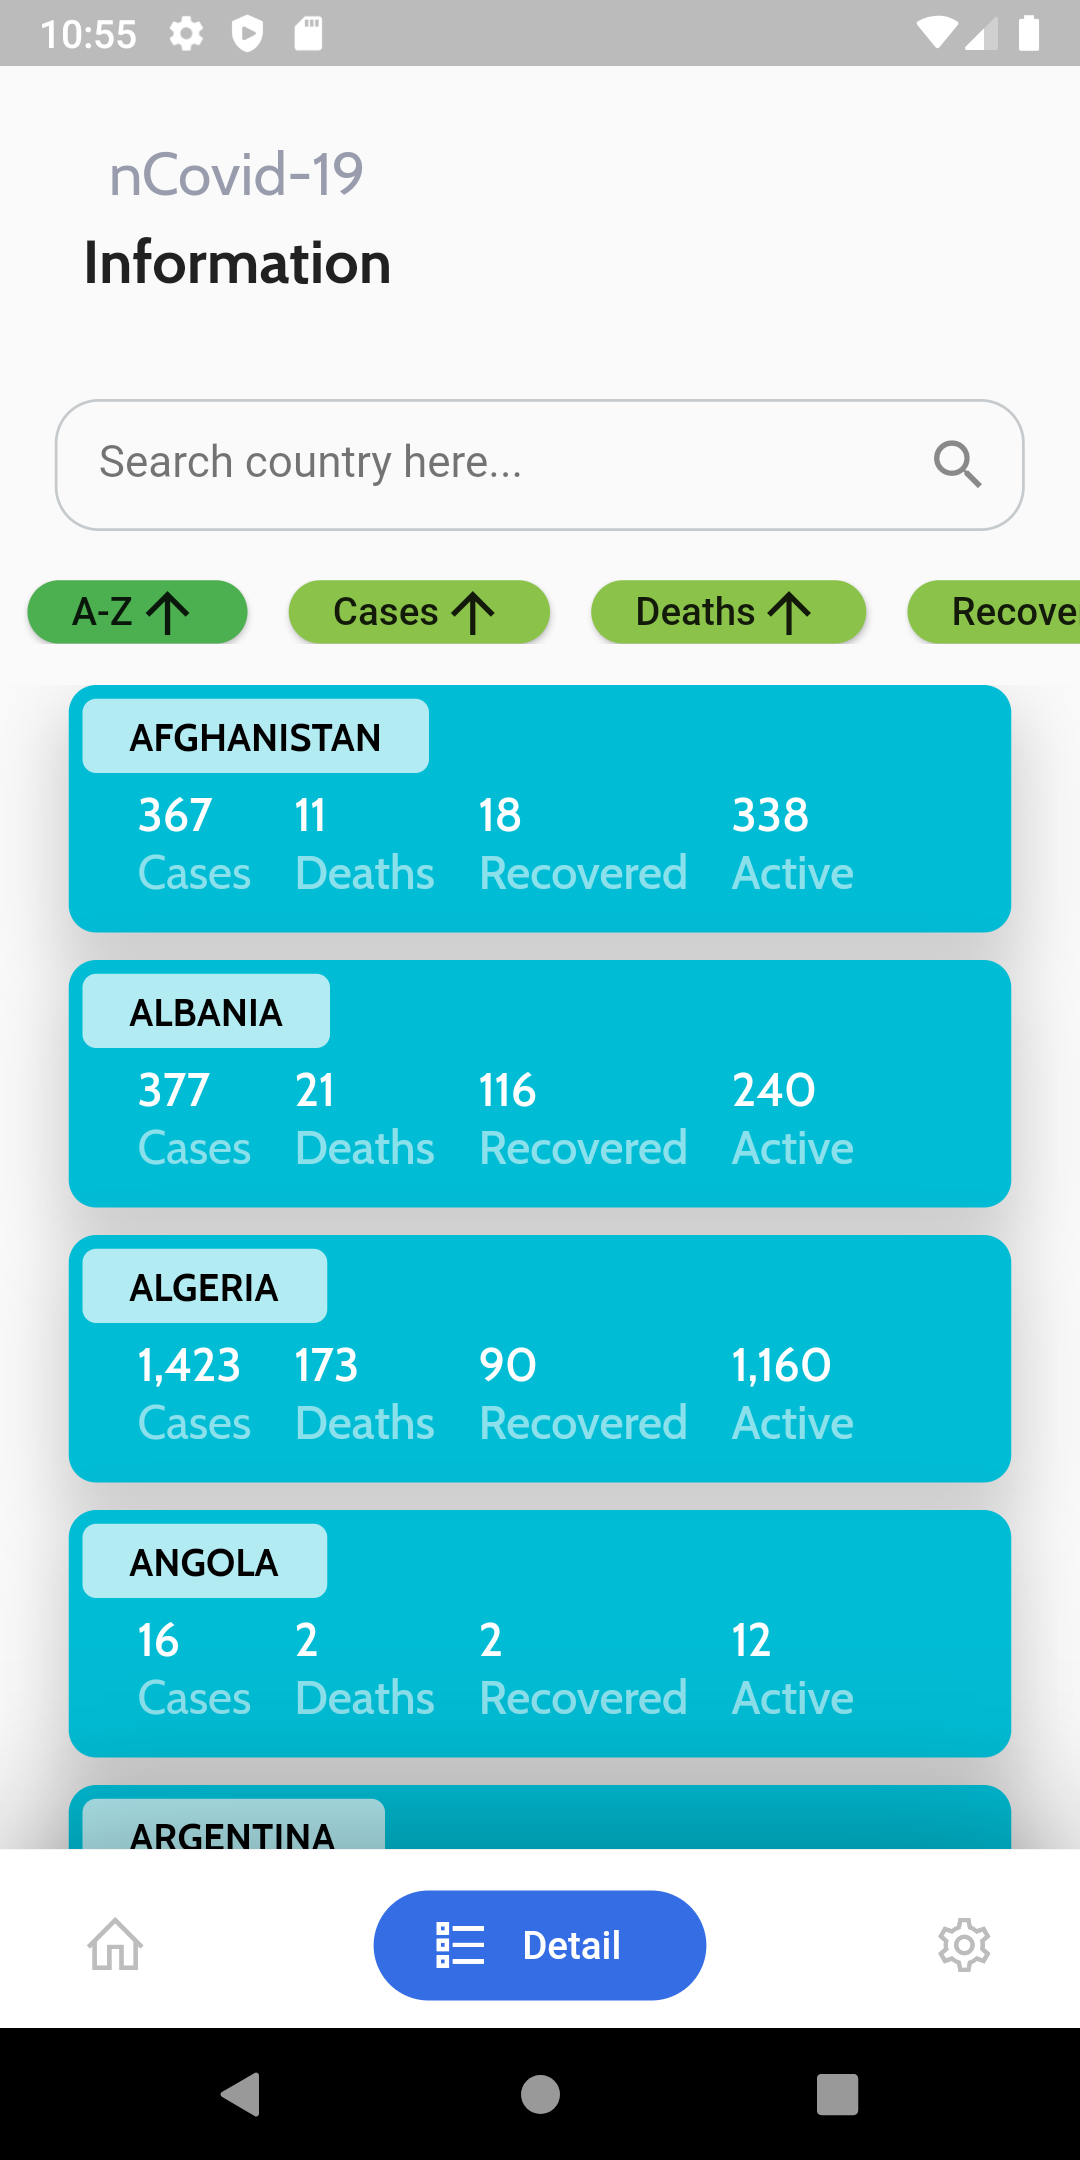 10:55
nCovid-19
Information
Search country here...
A-Z Cases Deaths Recove
AFGHANISTAN
367 11 18 338
Cases Deaths Recovered Active
ALBANIA
377 21 116 240
Cases Deaths Recovered Active
ALGERIA
1,423 173 90 1,160
Cases Deaths Recovered Active
ANGOLA
16 2 2 12
Cases Deaths Recovered Active
ARGENTINA
Detail